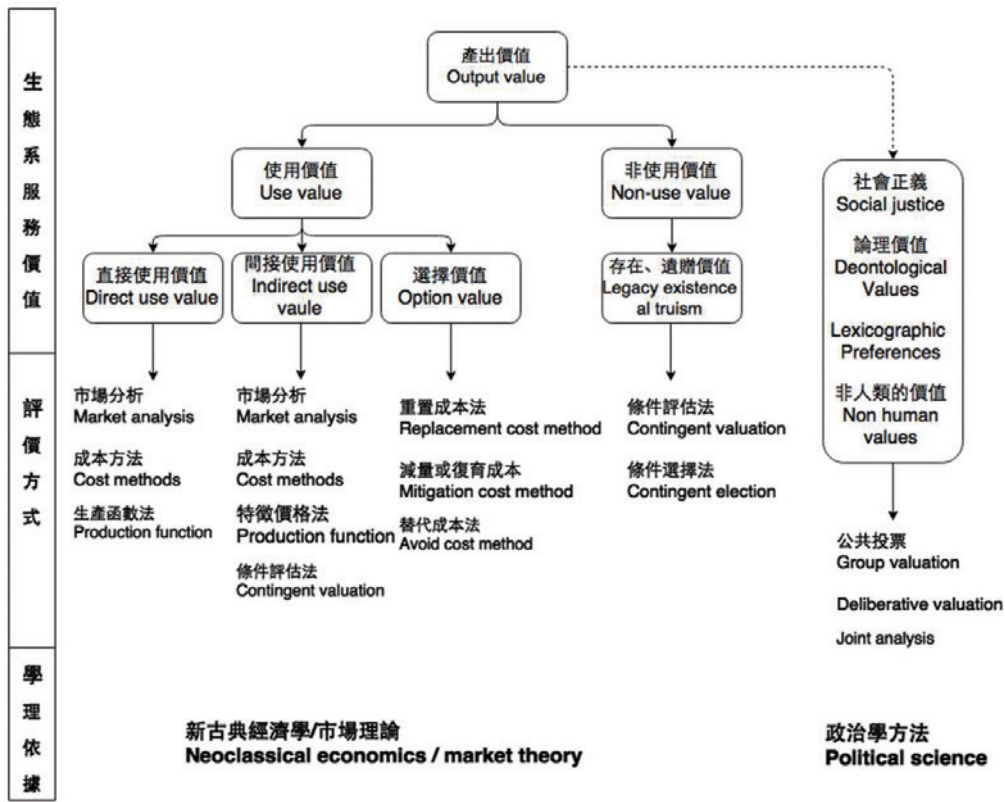 生態系服務價值
評價方式
學理依據
產出價值
Output value
使用價值
Use value
非使用價值
Non-use value
社會正義
Social justice
論理價值
Deontological
Values
Lexicographic
Preferences
非人類的價值
Non human
values
直接使用價值
Direct use value
間接使用價值
Indirect use
vaule
選擇價值
Option value
存在、遺贈價值
Legacy existence
al truism
市場分析
Market analysis
成本方法
Cost methods
生產函數法
Production function
市場分析
Market analysis
成本方法
Cost methods
特徵價格法
Production function
條件評估法
Contingent valuation
重置成本法
Replacement cost method
減量或復育成本
Mitigation cost method
替代成本法
Avoid cost method
條件評估法
Contingent valuation
條件選擇法
Contingent election
公共投票
Group valuation
Deliberative valuation
Joint analysis
新古典經濟學/市場理論
Neoclassical economics / market theory
政治學方法
Political science